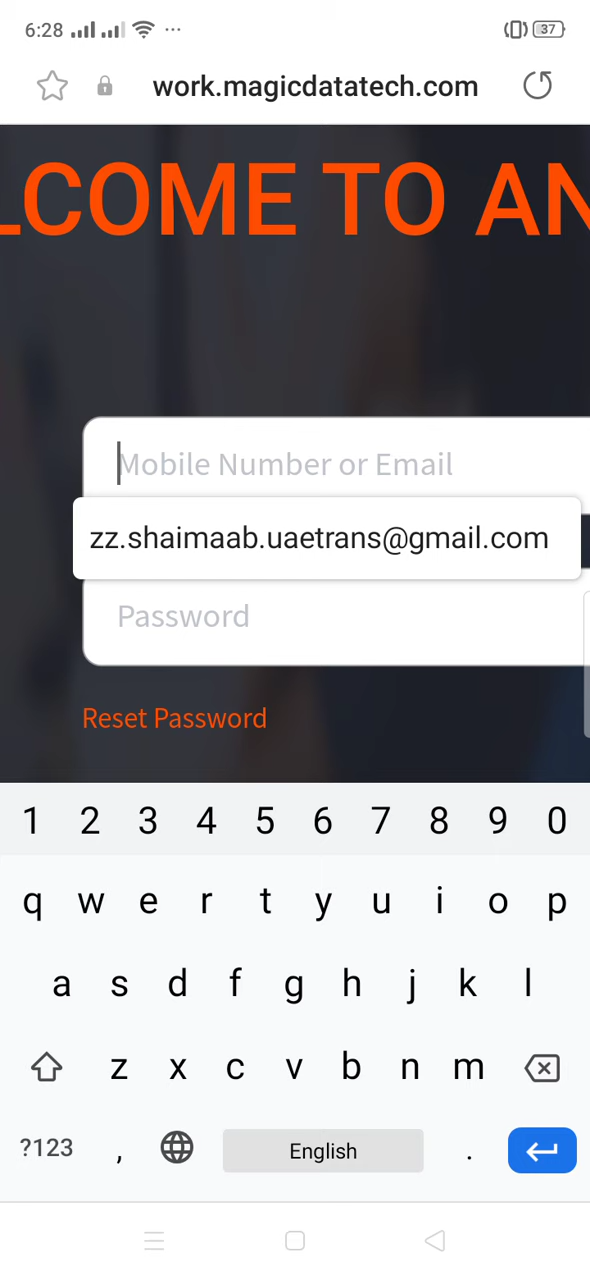 6:28 37
work.magicdatatech.com
LCOME TO AN
Mobile Number or Email
zz.shaimaab.uaetrans@gmail.com
Password
Reset Password
1 2 3 4 5 6 7 8 9 0
q w e r t y u i o p
a s d f g h j k l
z x c v b n m
?123 , English .